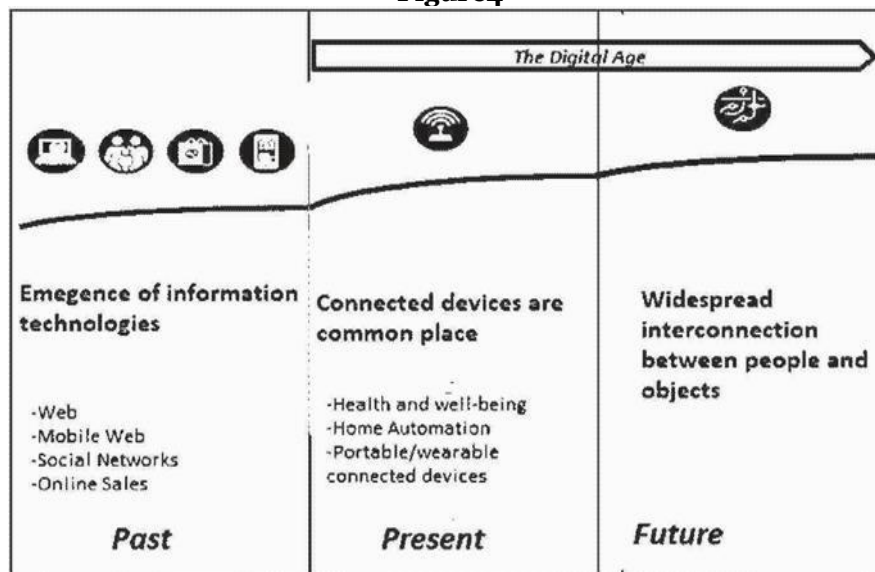 The Digital Age
Emegence of information
technologies
-Web
-Mobile Web
-Social Networks
-Online Sales
Past
Connected devices are
common place
-Health and well-being
-Home Automation
-Portable/wearable
connected devices
Present
Widespread
interconnection
between people and
objects
Future